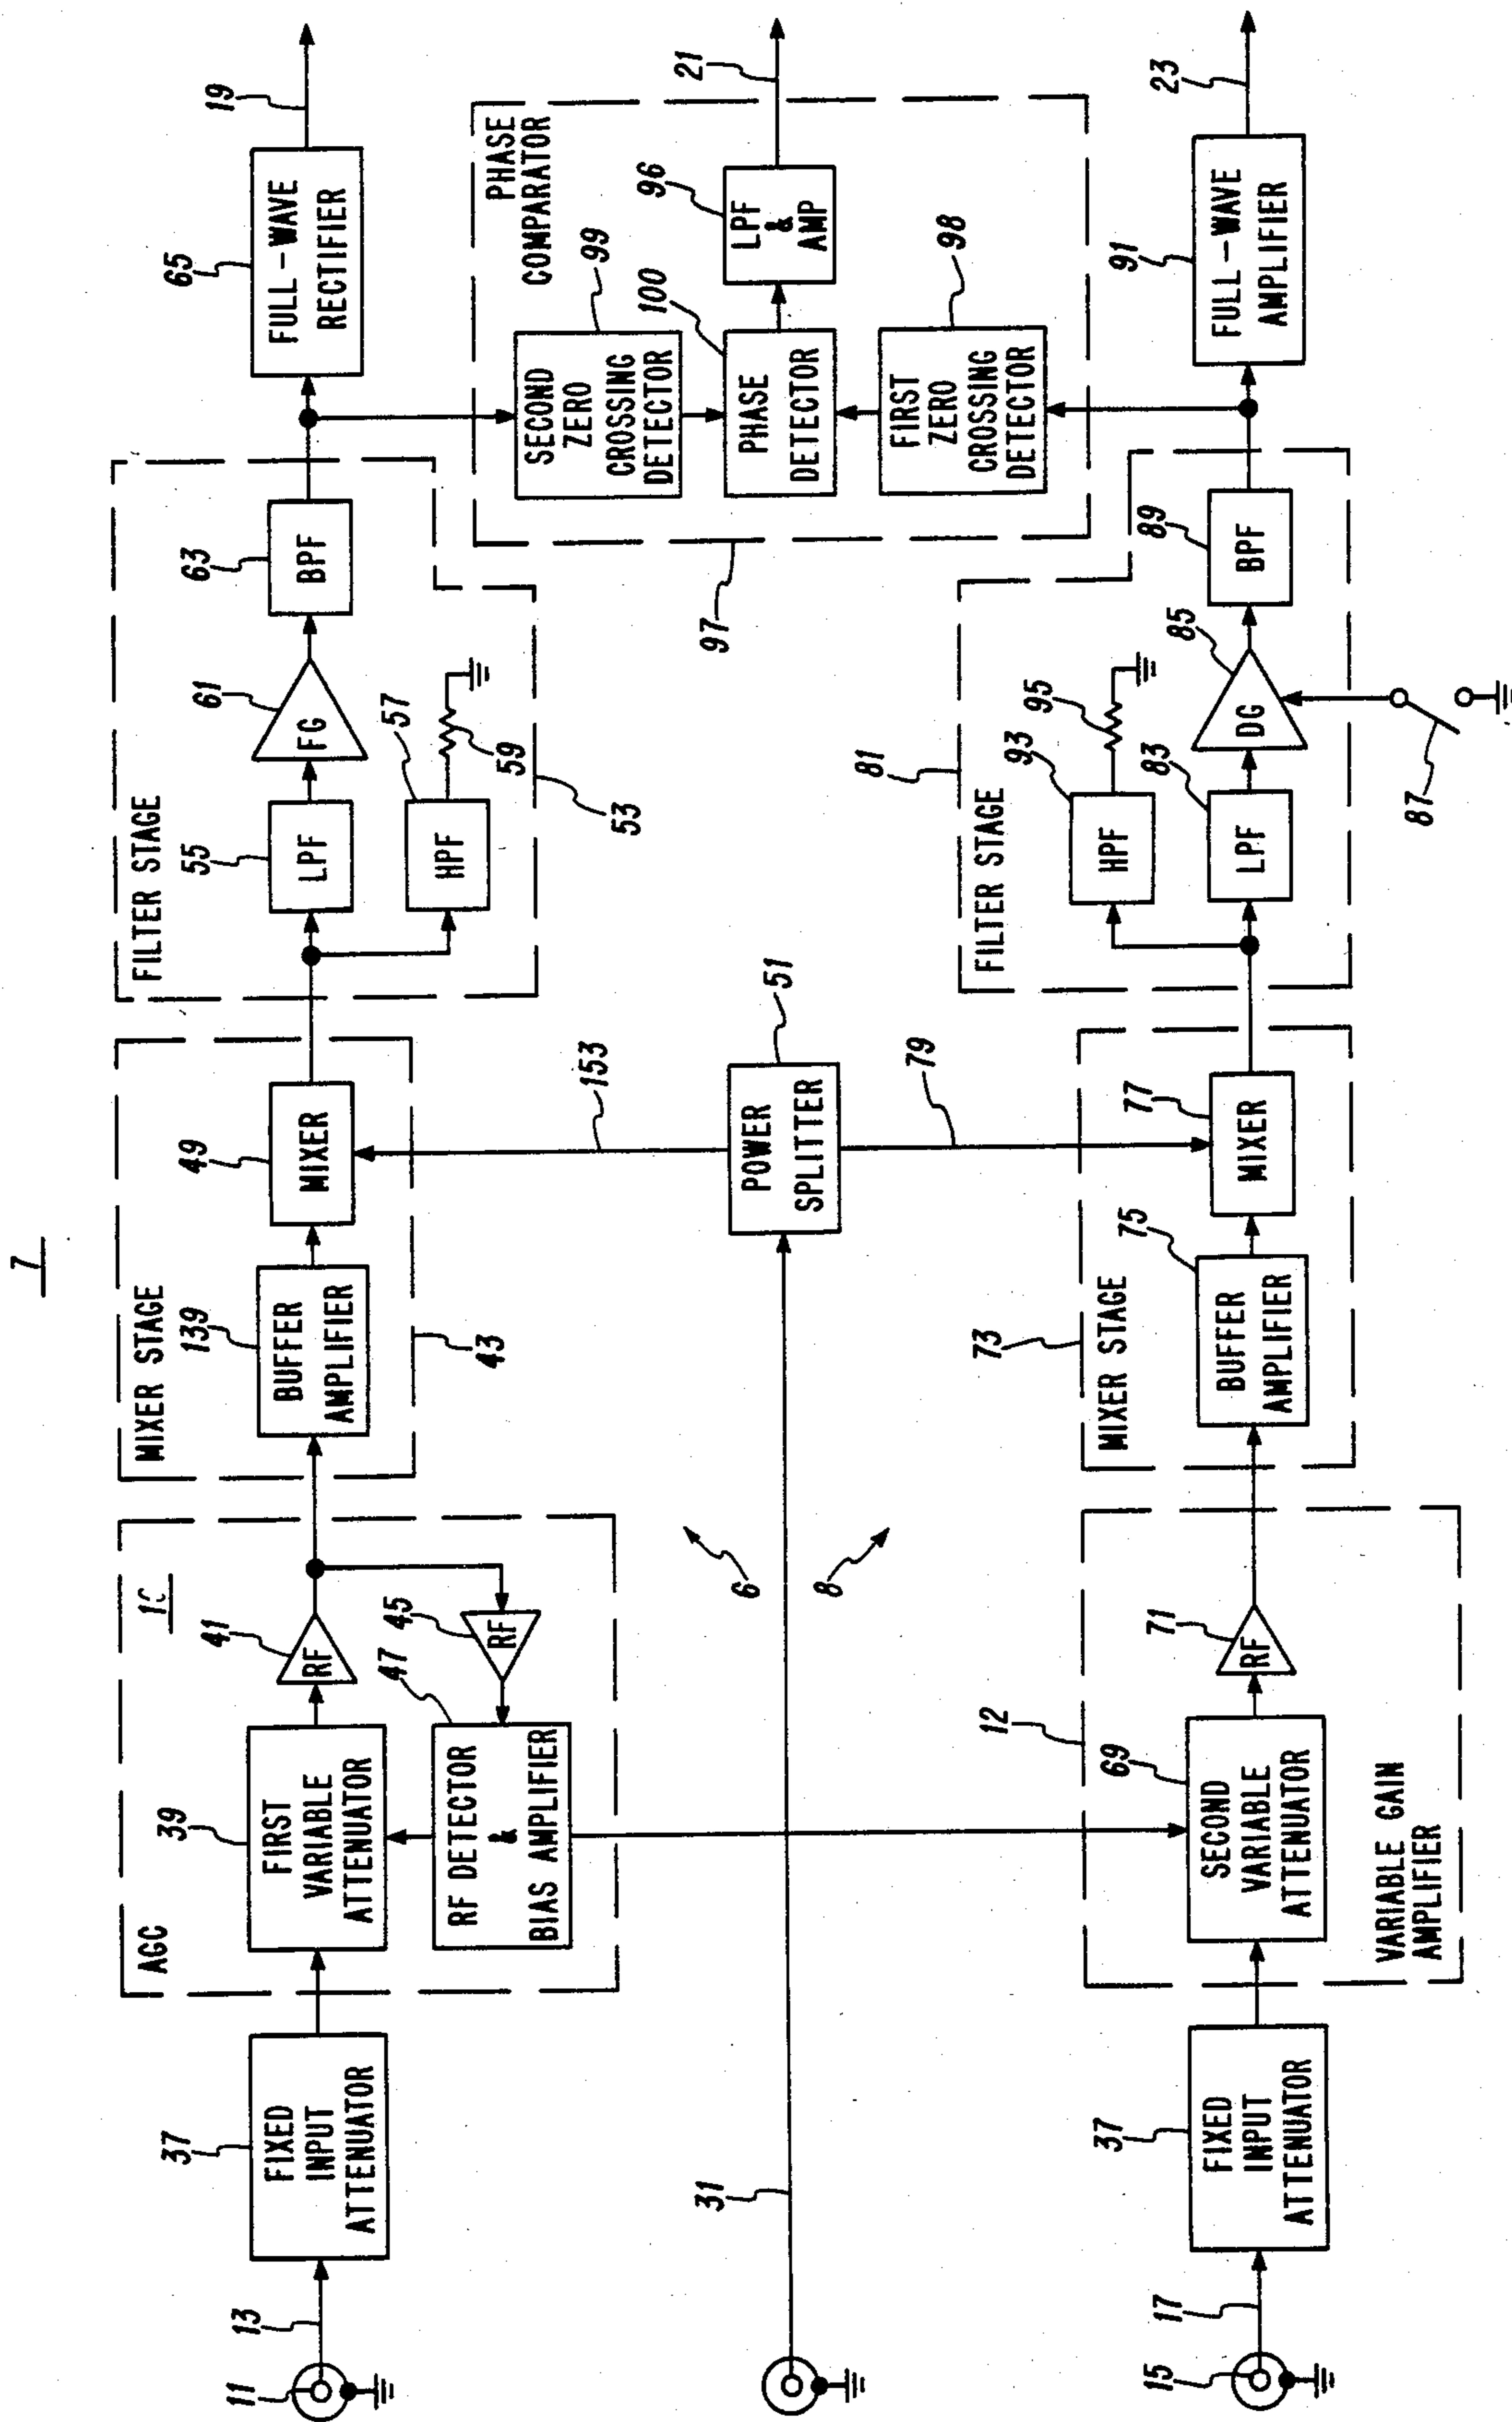 7
11
13
37
FIXED
INPUT
ATTENUATOR
AGC
39
FIRST
VARIABLE
ATTENUATOR
41
RF
45
RF
47
RF DETECTOR
&
BIAS AMPLIFIER
MIXER STAGE
139
BUFFER
AMPLIFIER
43
49
MIXER
FILTER STAGE
55
LPF
61
FG
57
HPF
59
53
63
BPF
65
FULL-WAVE
RECTIFIER
19
31
6
8
153
51
POWER
SPLITTER
79
97
PHASE
COMPARATOR
SECOND
ZERO
CROSSING
DETECTOR
99
100
PHASE
DETECTOR
96
LPF
&
AMP
21
FIRST
ZERO
CROSSING
DETECTOR
98
15
17
37
FIXED
INPUT
ATTENUATOR
12
69
SECOND
VARIABLE
ATTENUATOR
71
RF
VARIABLE GAIN
AMPLIFIER
73
MIXER STAGE
75
BUFFER
AMPLIFIER
77
MIXER
81
FILTER STAGE
93
HPF
95
83
LPF
85
DG
87
89
BPF
91
FULL-WAVE
AMPLIFIER
23